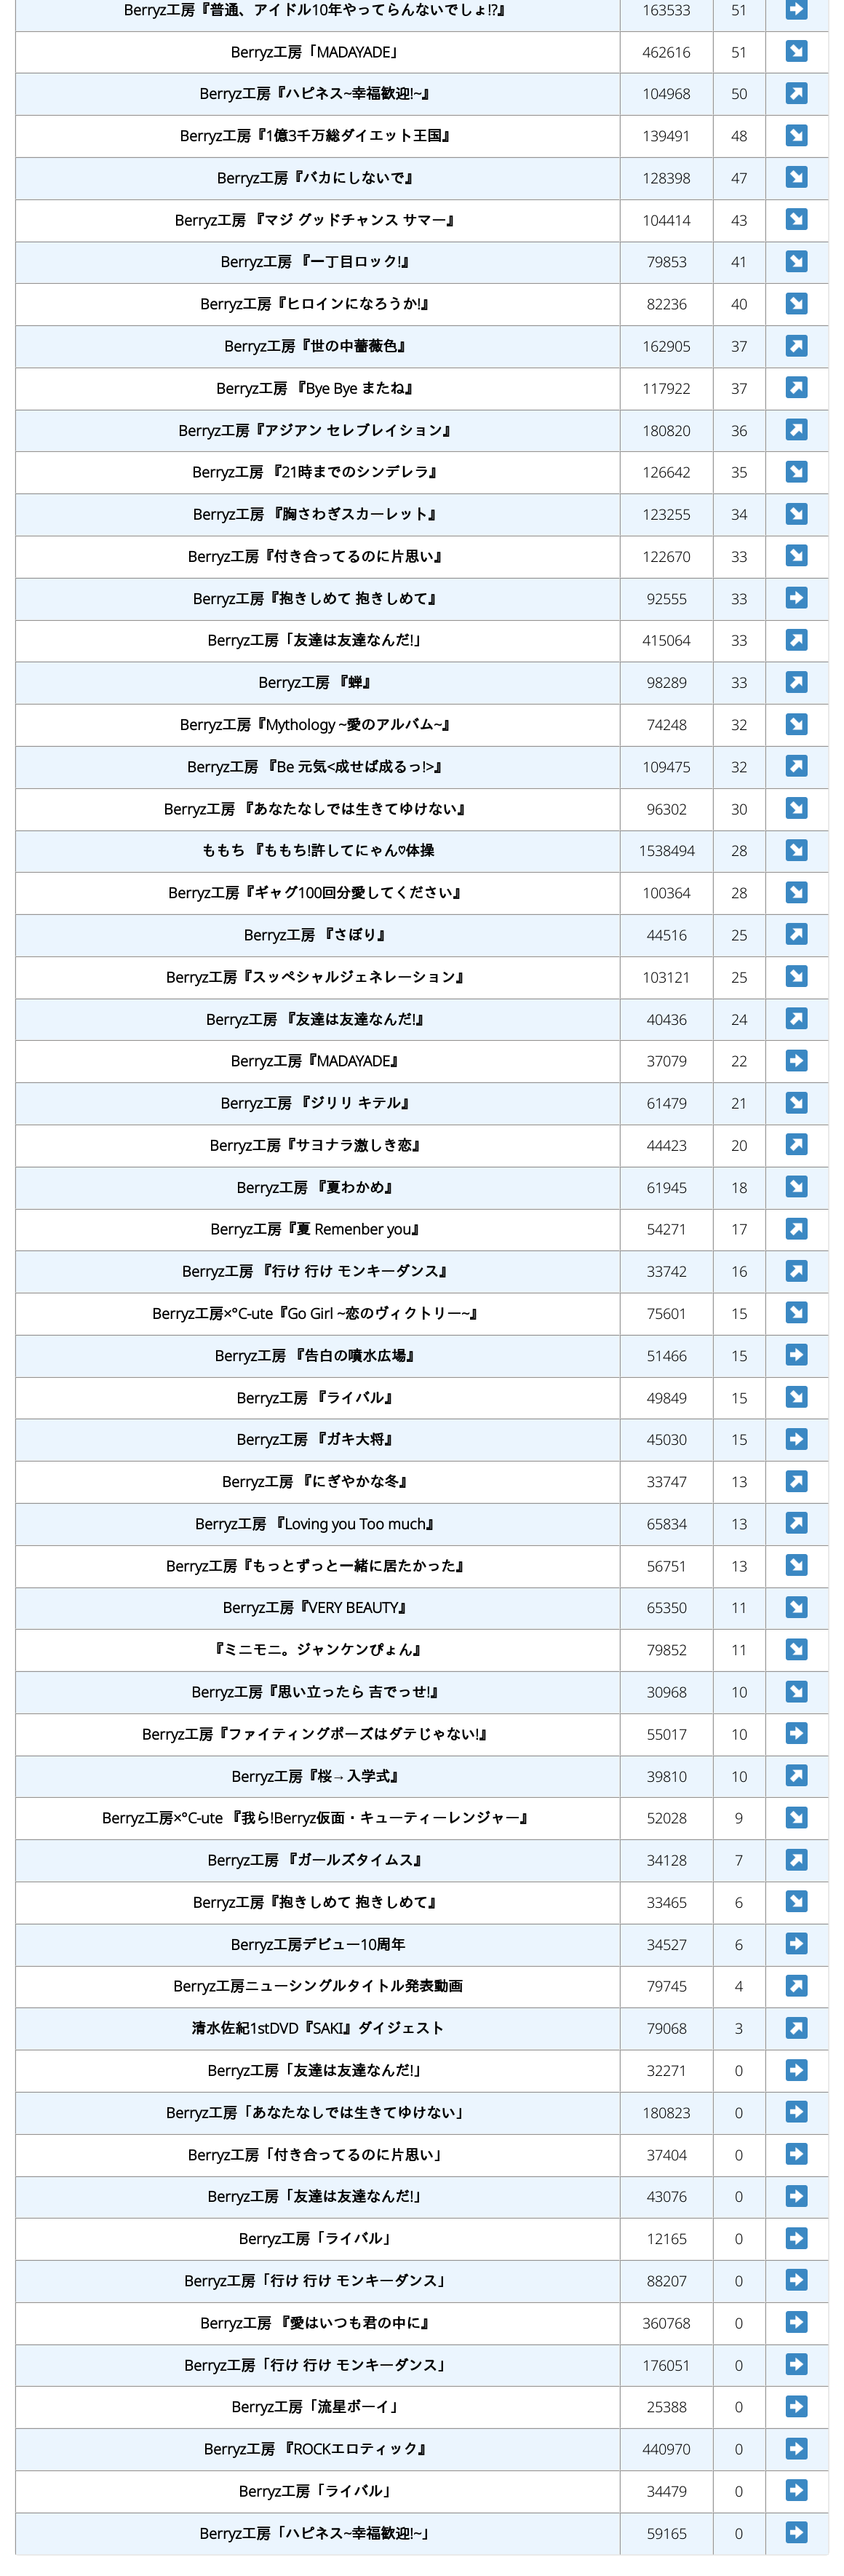 Berryz工房『普通、アイドル10年やってらんないでしょ!?』 163533 51 ➡
Berryz工房「MADAYADE」 462616 51 ↘
Berryz工房『ハピネス~幸福歓迎!~』 104968 50 ↗
Berryz工房『1億3千万総ダイエット王国』 139491 48 ↘
Berryz工房『バカにしないで』 128398 47 ↘
Berryz工房 『マジ グッドチャンス サマー』 104414 43 ↘
Berryz工房 『一丁目ロック!』 79853 41 ↘
Berryz工房『ヒロインになろうか!』 82236 40 ↘
Berryz工房『世の中薔薇色』 162905 37 ↗
Berryz工房 『Bye Bye またね』 117922 37 ↗
Berryz工房『アジアン セレブレイション』 180820 36 ↗
Berryz工房 『21時までのシンデレラ』 126642 35 ↘
Berryz工房 『胸さわぎスカーレット』 123255 34 ↘
Berryz工房『付き合ってるのに片思い』 122670 33 ↘
Berryz工房『抱きしめて 抱きしめて』 92555 33 ➡
Berryz工房「友達は友達なんだ!」 415064 33 ↗
Berryz工房 『蝉』 98289 33 ↗
Berryz工房『Mythology ~愛のアルバム~』 74248 32 ↘
Berryz工房 『Be 元気<成せば成るっ!>』 109475 32 ↗
Berryz工房 『あなたなしでは生きてゆけない』 96302 30 ↘
ももち 『ももち!許してにゃん♡体操 1538494 28 ↘
Berryz工房『ギャグ100回分愛してください』 100364 28 ↘
Berryz工房 『さぼり』 44516 25 ↗
Berryz工房『スッペシャルジェネレーション』 103121 25 ↘
Berryz工房 『友達は友達なんだ!』 40436 24 ↗
Berryz工房『MADAYADE』 37079 22 ➡
Berryz工房 『ジリリ キテル』 61479 21 ↘
Berryz工房『サヨナラ激しき恋』 44423 20 ↗
Berryz工房 『夏わかめ』 61945 18 ↘
Berryz工房『夏 Remenber you』 54271 17 ↗
Berryz工房 『行け 行け モンキーダンス』 33742 16 ↗
Berryz工房×°C-ute『Go Girl ~恋のヴィクトリー~』 75601 15 ↘
Berryz工房 『告白の噴水広場』 51466 15 ➡
Berryz工房 『ライバル』 49849 15 ↘
Berryz工房 『ガキ大将』 45030 15 ➡
Berryz工房 『にぎやかな冬』 33747 13 ↗
Berryz工房 『Loving you Too much』 65834 13 ↗
Berryz工房『もっとずっと一緒に居たかった』 56751 13 ↘
Berryz工房『VERY BEAUTY』 65350 11 ↘
『ミニモニ。ジャンケンぴょん』 79852 11 ↘
Berryz工房『思い立ったら 吉でっせ!』 30968 10 ↘
Berryz工房『ファイティングポーズはダテじゃない!』 55017 10 ➡
Berryz工房『桜→入学式』 39810 10 ↗
Berryz工房×°C-ute 『我ら!Berryz仮面・キューティーレンジャー』 52028 9 ↘
Berryz工房 『ガールズタイムス』 34128 7 ↗
Berryz工房『抱きしめて 抱きしめて』 33465 6 ↘
Berryz工房デビュー10周年 34527 6 ➡
Berryz工房ニューシングルタイトル発表動画 79745 4 ↗
清水佐紀1stDVD『SAKI』ダイジェスト 79068 3 ↗
Berryz工房「友達は友達なんだ!」 32271 0 ➡
Berryz工房「あなたなしでは生きてゆけない」 180823 0 ➡
Berryz工房「付き合ってるのに片思い」 37404 0 ➡
Berryz工房「友達は友達なんだ!」 43076 0 ➡
Berryz工房「ライバル」 12165 0 ➡
Berryz工房「行け 行け モンキーダンス」 88207 0 ➡
Berryz工房 『愛はいつも君の中に』 360768 0 ➡
Berryz工房「行け 行け モンキーダンス」 176051 0 ➡
Berryz工房「流星ボーイ」 25388 0 ➡
Berryz工房 『ROCKエロティック』 440970 0 ➡
Berryz工房「ライバル」 34479 0 ➡
Berryz工房「ハピネス~幸福歓迎!~」 59165 0 ➡